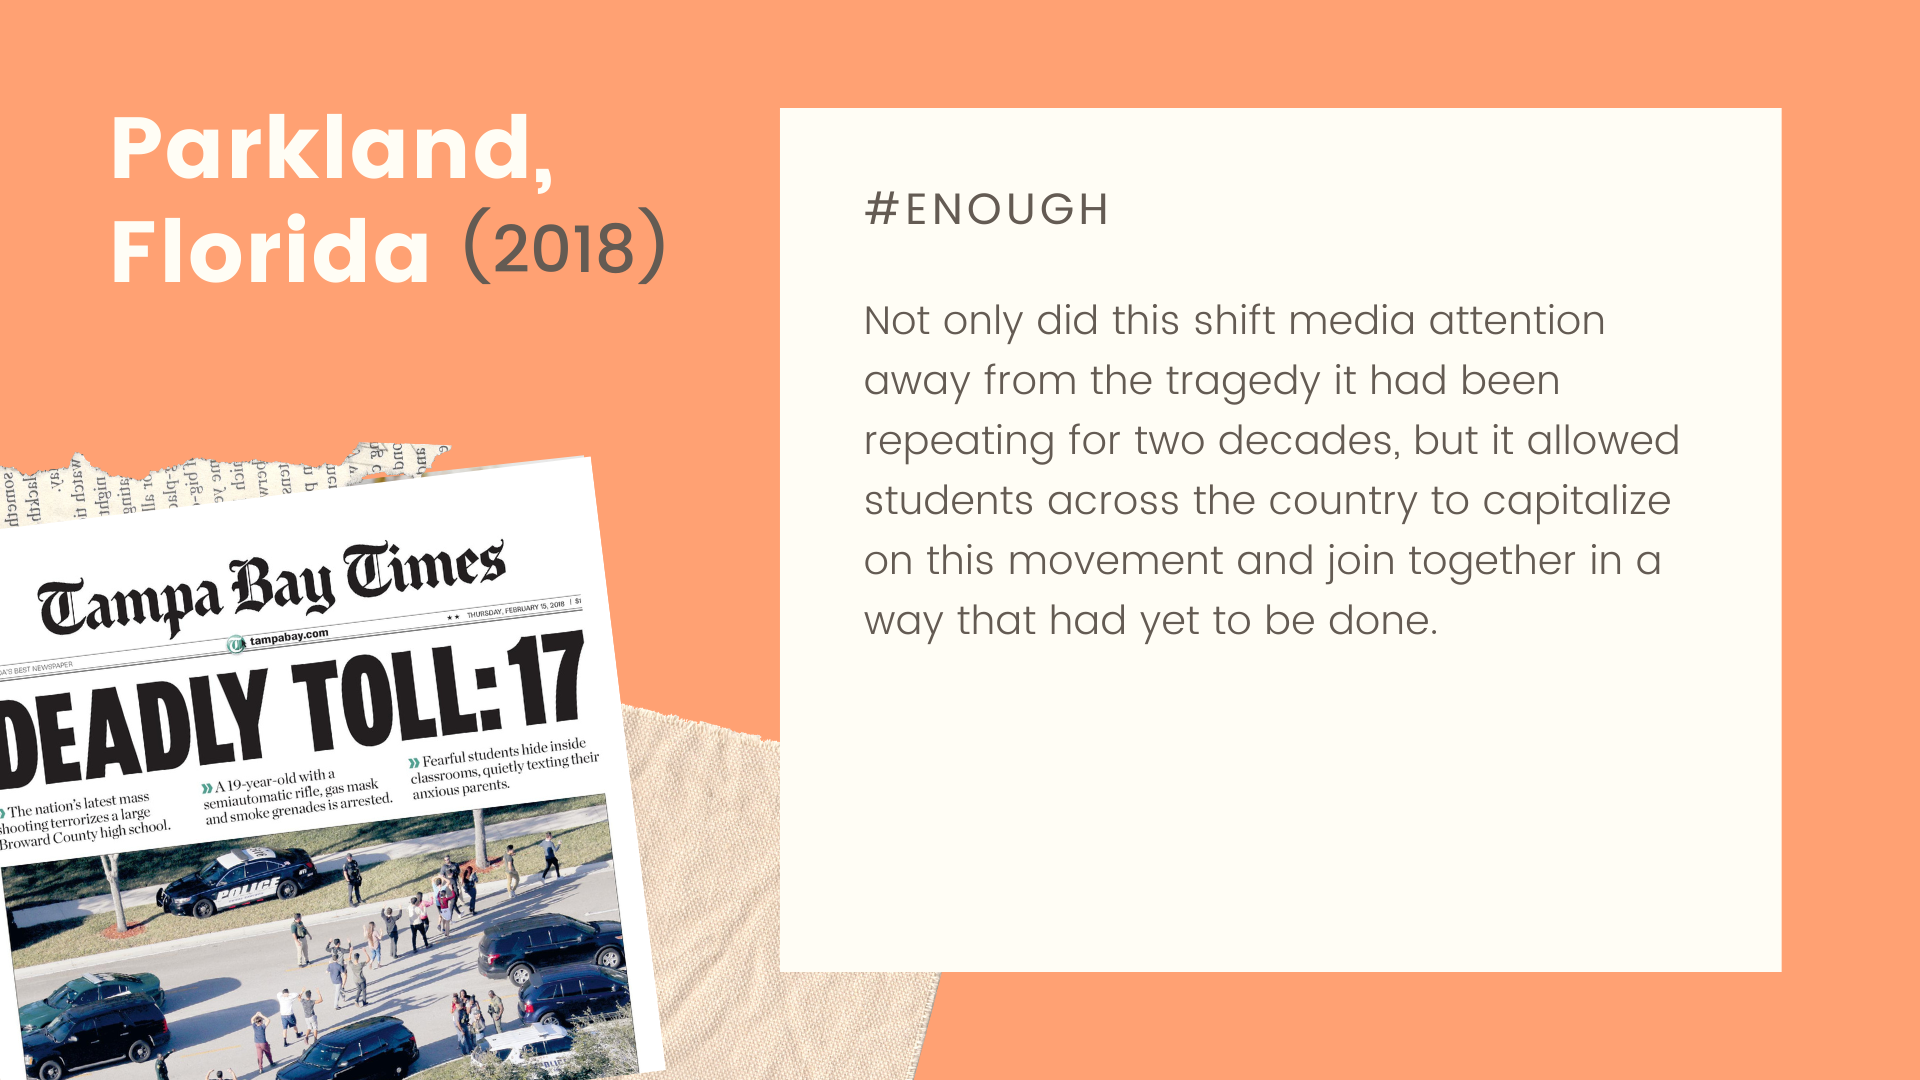 Parkland,
Florida (2018)
#ENOUGH
Not only did this shift media attention
away from the tragedy it had been
repeating for two decades, but it allowed
students across the country to capitalize
on this movement and join together in a
way that had yet to be done.
Tampa Bay Times
DA'S BEST NEWSPAPER
tampabay.com
★★ THURSDAY, FEBRUARY 15, 2018 | $1
DEADLY TOLL: 17
» The nation's latest mass
shooting terrorizes a large
Broward County high school.
» A 19-year-old with a
semiautomatic rifle, gas mask
and smoke grenades is arrested.
» Fearful students hide inside
classrooms, quietly texting their
anxious parents.
POLICE